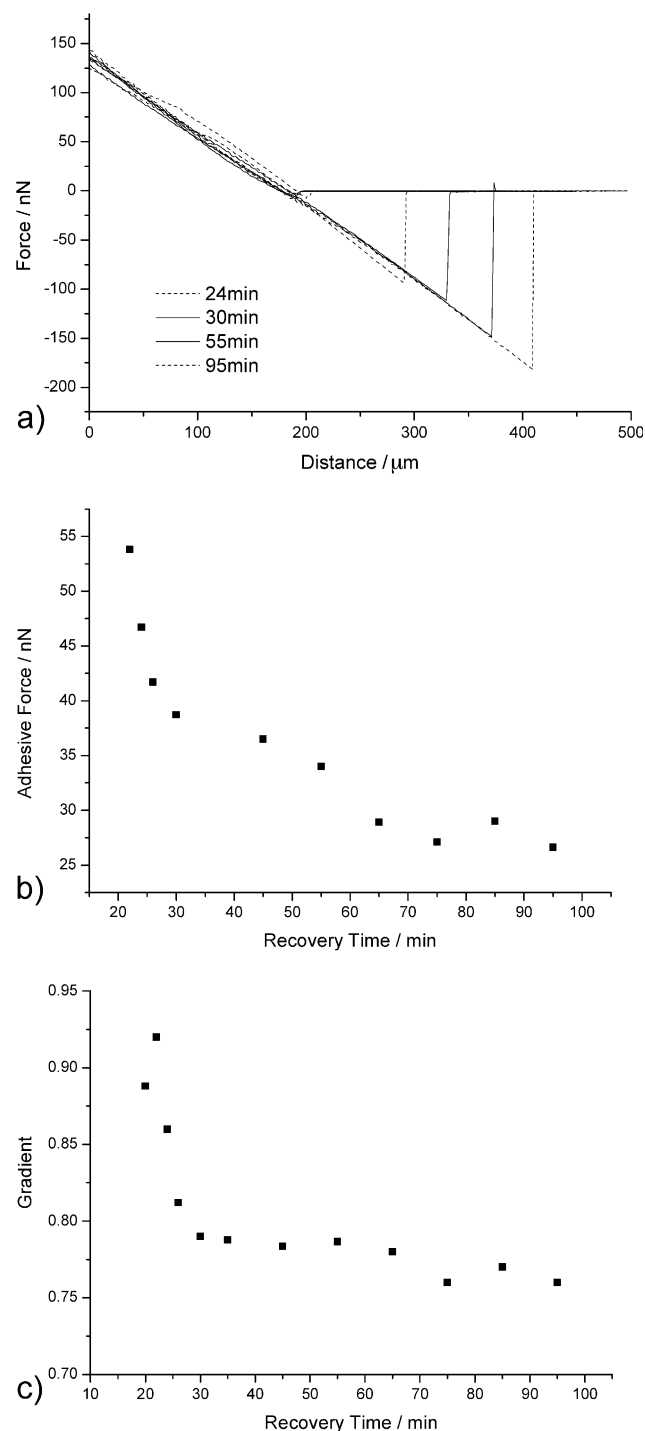 150
100
50
0
-50
-100
-150
-200
Force / nN
24min
30min
55min
95min
0 100 200 300 400 500
Distance / μm
a)
55
50
45
40
35
30
25
Adhesive Force / nN
20 30 40 50 60 70 80 90 100
Recovery Time / min
b)
0.95
0.90
0.85
0.80
0.75
0.70
Gradient
10 20 30 40 50 60 70 80 90 100
Recovery Time / min
c)